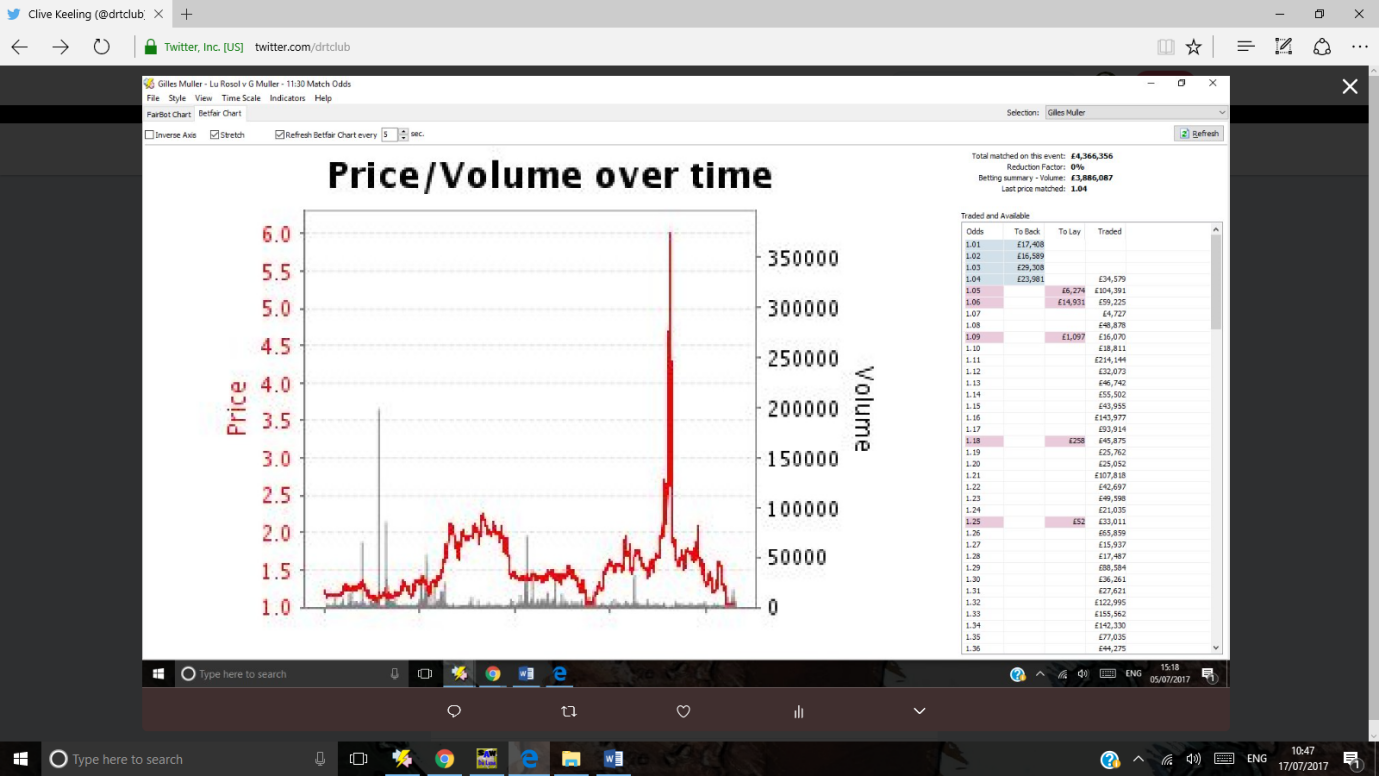 Clive Keeling (@drtclub)
Twitter, Inc. [US] twitter.com/drtclub
Gilles Muller - Lu Rosol v G Muller - 11:30 Match Odds
File Style View Time Scale Indicators Help
FairBot Chart Betfair Chart
Selection: Gilles Muller
Inverse Axis Stretch Refresh Betfair Chart every 5 sec.
Refresh
Price/Volume over time
Total matched on this event: £4,366,356
Reduction Factor: 0%
Betting summary - Volume: £3,886,087
Last price matched: 1.04
6.0
5.5
5.0
4.5
4.0
3.5
3.0
2.5
2.0
1.5
1.0
Price
350000
300000
250000
200000
150000
100000
50000
0
Volume
Traded and Available
Odds To Back To Lay Traded
1.01 £17,408
1.02 £16,589
1.03 £29,308
1.04 £23,981 £34,579
1.05 £6,274 £104,391
1.06 £14,931 £59,225
1.07 £4,727
1.08 £48,878
1.09 £1,097 £16,070
1.10 £18,811
1.11 £214,144
1.12 £32,073
1.13 £46,742
1.14 £55,502
1.15 £43,955
1.16 £143,977
1.17 £93,914
1.18 £258 £45,875
1.19 £25,762
1.20 £25,052
1.21 £107,818
1.22 £42,697
1.23 £49,598
1.24 £21,035
1.25 £52 £33,011
1.26 £65,859
1.27 £15,937
1.28 £17,487
1.29 £88,584
1.30 £36,261
1.31 £27,621
1.32 £122,995
1.33 £155,562
1.34 £142,330
1.35 £77,035
1.36 £44,275
Type here to search
ENG
15:18
05/07/2017
Type here to search
ENG
10:47
17/07/2017